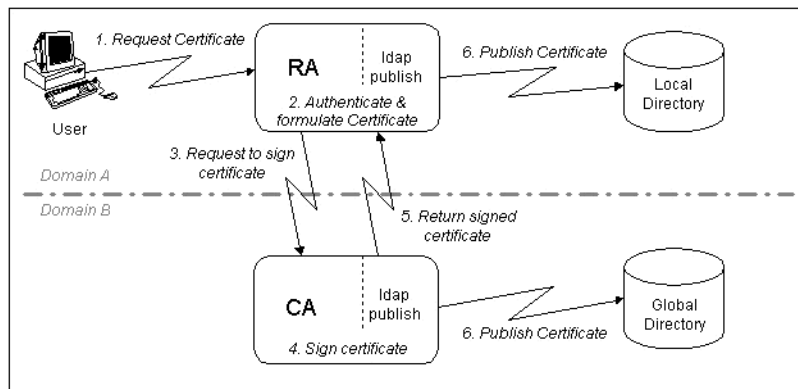 1. Request Certificate
RA
ldap
publish
2. Authenticate &
formulate Certificate
6. Publish Certificate
Local
Directory
User
3. Request to sign
certificate
Domain A
Domain B
5. Return signed
certificate
CA
ldap
publish
4. Sign certificate
6. Publish Certificate
Global
Directory